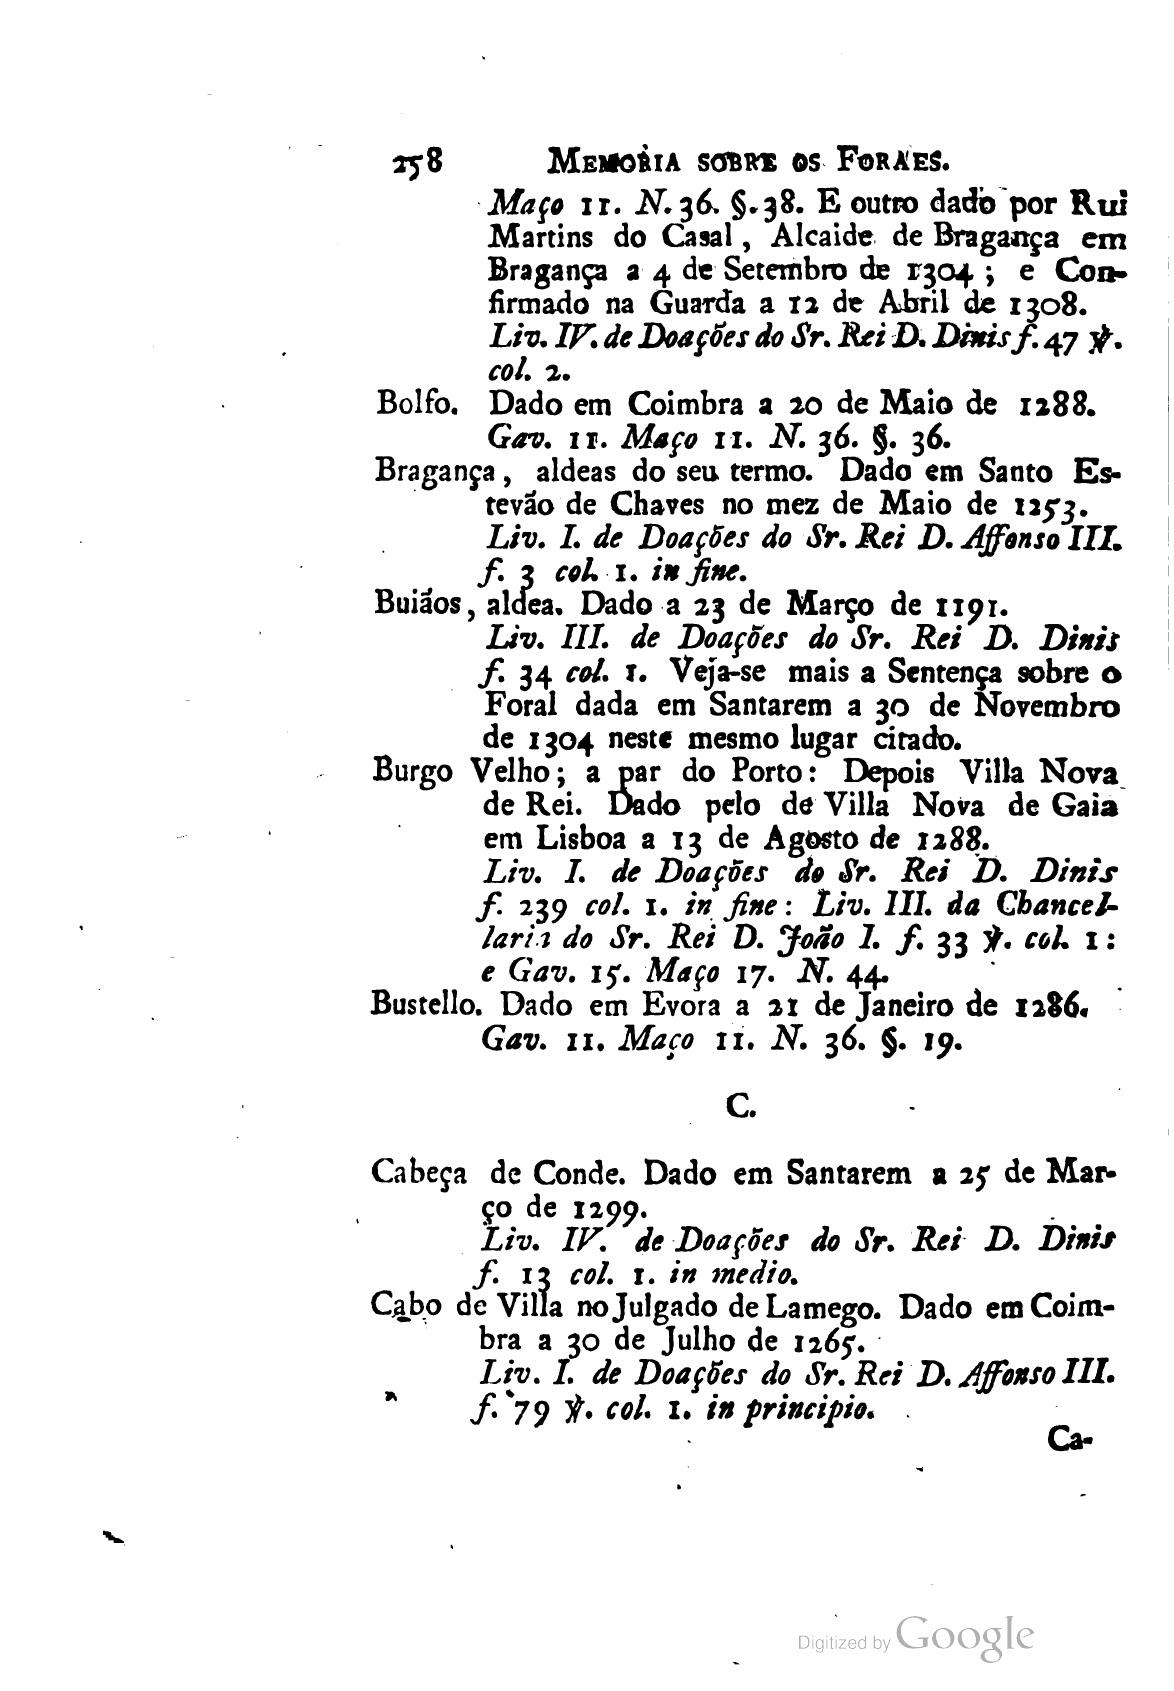 258 MEMORIA SOBRE OS FORAES.
Maço 11. N. 36. §. 38. E outro dado por Rui
Martins do Casal, Alcaide de Bragança em
Bragança a 4 de Setembro de 1304; e Con-
firmado na Guarda a 12 de Abril de 1308.
Liv. IV. de Doações do Sr. Rei D. Dinis f. 47 ℣.
col. 2.
Bolfo. Dado em Coimbra a 20 de Maio de 1288.
Gav. 11. Maço 11. N. 36. §. 36.
Bragança, aldeas do seu termo. Dado em Santo Es-
tevão de Chaves no mez de Maio de 1253.
Liv. I. de Doações do Sr. Rei D. Affonso III.
f. 3 col. 1. in fine.
Buiãos, aldea. Dado a 23 de Março de 1191.
Liv. III. de Doações do Sr. Rei D. Dinis
f. 34 col. 1. Veja-se mais a Sentença sobre o
Foral dada em Santarem a 30 de Novembro
de 1304 neste mesmo lugar citado.
Burgo Velho; a par do Porto: Depois Villa Nova
de Rei. Dado pelo de Villa Nova de Gaia
em Lisboa a 13 de Agosto de 1288.
Liv. I. de Doações do Sr. Rei D. Dinis
f. 239 col. 1. in fine: Liv. III. da Chancel-
laria do Sr. Rei D. João I. f. 33 ℣. col. 1:
e Gav. 15. Maço 17. N. 44.
Bustello. Dado em Evora a 21 de Janeiro de 1286.
Gav. 11. Maço 11. N. 36. §. 19.
C.
Cabeça de Conde. Dado em Santarem a 25 de Mar-
ço de 1299.
Liv. IV. de Doações do Sr. Rei D. Dinis
f. 13 col. 1. in medio.
Cabo de Villa no Julgado de Lamego. Dado em Coim-
bra a 30 de Julho de 1265.
Liv. I. de Doações do Sr. Rei D. Affonso III.
f. 79 ℣. col. 1. in principio.
Ca-
Digitized by Google